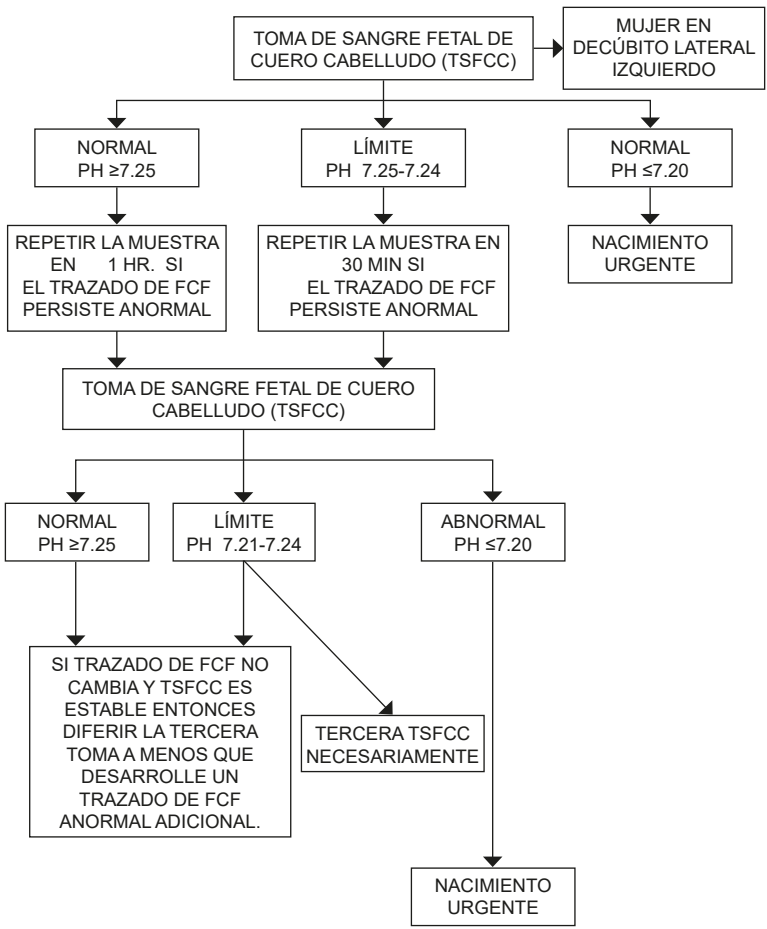 TOMA DE SANGRE FETAL DE
CUERO CABELLUDO (TSFCC)
MUJER EN
DECÚBITO LATERAL
IZQUIERDO
NORMAL
PH ≥7.25
LÍMITE
PH 7.25-7.24
NORMAL
PH ≤7.20
REPETIR LA MUESTRA
EN 1 HR. SI
EL TRAZADO DE FCF
PERSISTE ANORMAL
REPETIR LA MUESTRA EN
30 MIN SI
EL TRAZADO DE FCF
PERSISTE ANORMAL
NACIMIENTO
URGENTE
TOMA DE SANGRE FETAL DE CUERO
CABELLUDO (TSFCC)
NORMAL
PH ≥7.25
LÍMITE
PH 7.21-7.24
ABNORMAL
PH ≤7.20
SI TRAZADO DE FCF NO
CAMBIA Y TSFCC ES
ESTABLE ENTONCES
DIFERIR LA TERCERA
TOMA A MENOS QUE
DESARROLLE UN
TRAZADO DE FCF
ANORMAL ADICIONAL.
TERCERA TSFCC
NECESARIAMENTE
NACIMIENTO
URGENTE